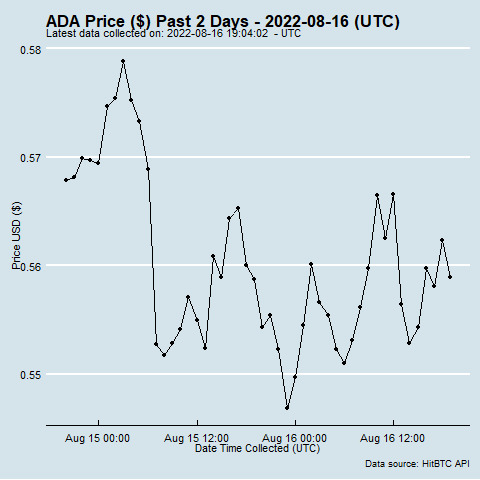 ADA Price ($) Past 2 Days - 2022-08-16 (UTC)
Latest data collected on: 2022-08-16 19:04:02 - UTC
0.58
0.57
0.56
0.55
Price USD ($)
Aug 15 00:00 Aug 15 12:00 Aug 16 00:00 Aug 16 12:00
Date Time Collected (UTC)
Data source: HitBTC API